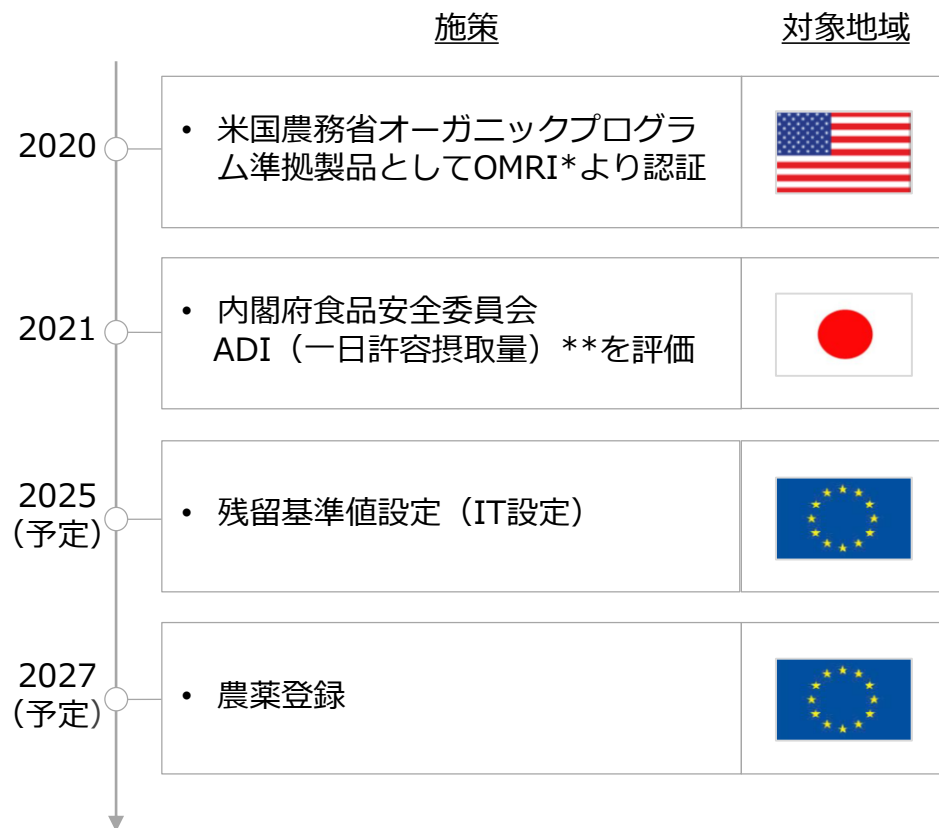 施策
対象地域
2020
• 米国農務省オーガニックプログラ
ム準拠製品としてOMRI*より認証
2021
• 内閣府食品安全委員会
ADI（一日許容摂取量）**を評価
2025
(予定)
• 残留基準値設定（IT設定）
2027
(予定)
• 農薬登録